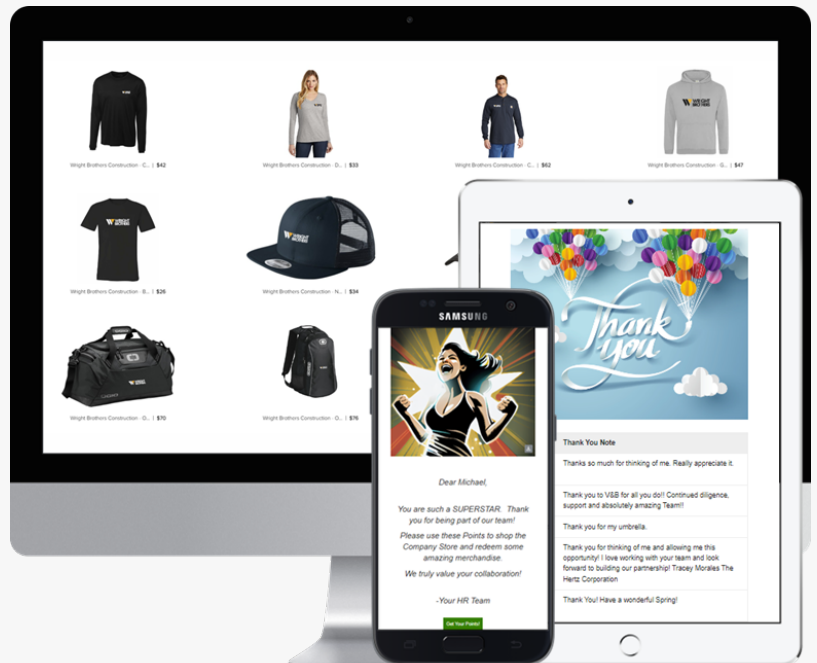 Wright Brothers Construction - C... | $42
Wright Brothers Construction - D... | $33
Wright Brothers Construction - C... | $62
Wright Brothers Construction - G... | $47
WRIGHT
BROTHERS
WRIGHT
BROTHERS
WRIGHT
BROTHERS
Wright Brothers Construction - B... | $26
Wright Brothers Construction - N... | $34
Wright Brothers Construction - O... | $70
Wright Brothers Construction - O... | $76
SAMSUNG
Dear Michael,
You are such a SUPERSTAR. Thank
you for being part of our team!
Please use these Points to shop the
Company Store and redeem some
amazing merchandise.
We truly value your collaboration!
-Your HR Team
Get Your Points!
Thank
you
Thank You Note
Thanks so much for thinking of me. Really appreciate it.
Thank you to V&B for all you do!! Continued diligence,
support and absolutely amazing Team!!
Thank you for my umbrella.
Thank you for thinking of me and allowing me this
opportunity! I love working with your team and look
forward to building our partnership! Tracey Morales The
Hertz Corporation
Thank You! Have a wonderful Spring!